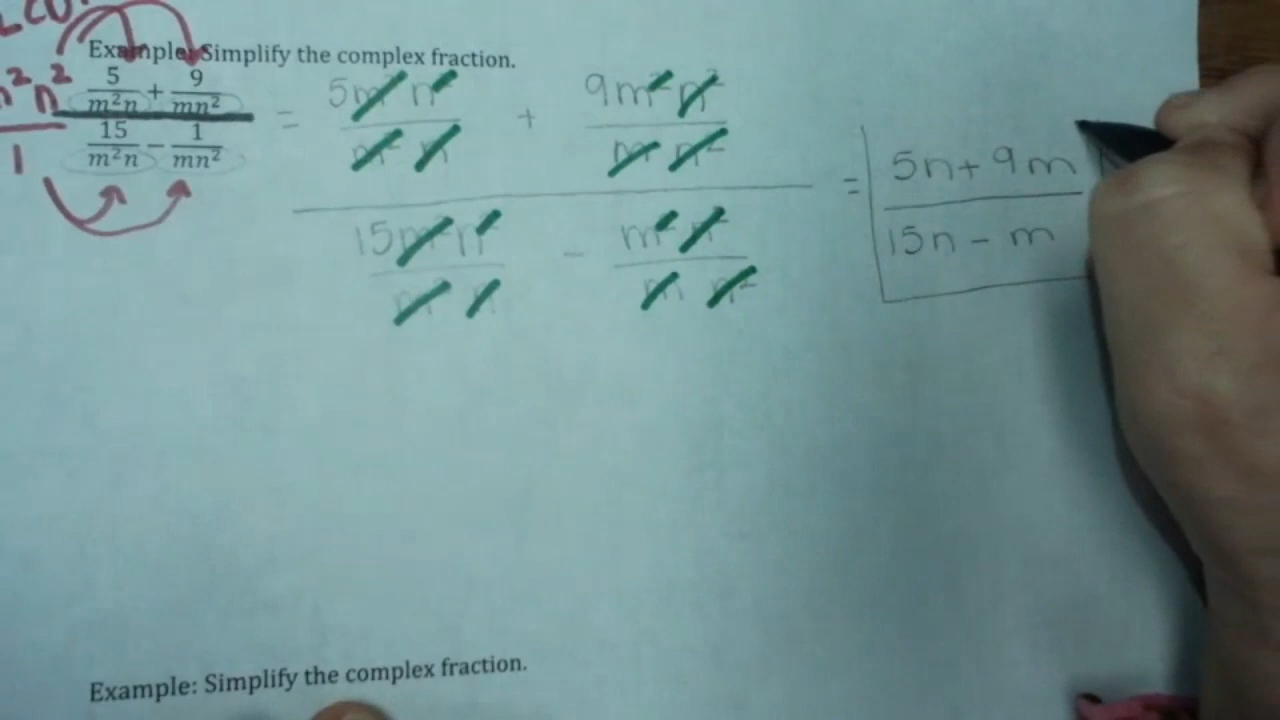 LCD:
Example: Simplify the complex fraction.
m²n² 5/m²n + 9/mn² = 5m²n²/m²n + 9m²n²/mn² = 5n + 9m
1 15/m²n − 1/mn² 15m²n²/m²n − m²n²/mn² 15n − m
Example: Simplify the complex fraction.